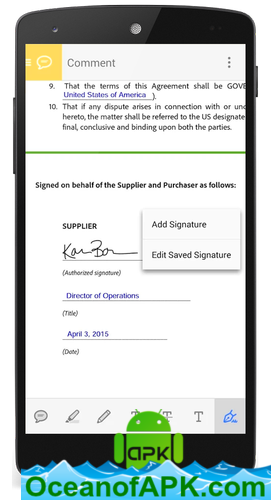 Comment
9. That the terms of this Agreement shall be GOVE
United States of America ).
10. That if any dispute arises in connection with or und
hereto, the matter shall be referred to the US designate
final, conclusive and binding upon both the parties.
Signed on behalf of the Supplier and Purchaser as follows:
SUPPLIER
Add Signature
Edit Saved Signature
(Authorized signature)
Director of Operations
(Title)
April 3, 2015
(Date)
T T T
APK
OceanofAPK.com